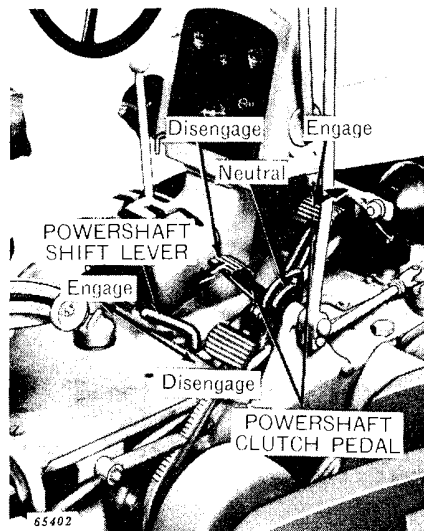 Disengage
Engage
Neutral
POWERSHAFT
SHIFT LEVER
Engage
Disengage
POWERSHAFT
CLUTCH PEDAL
65402